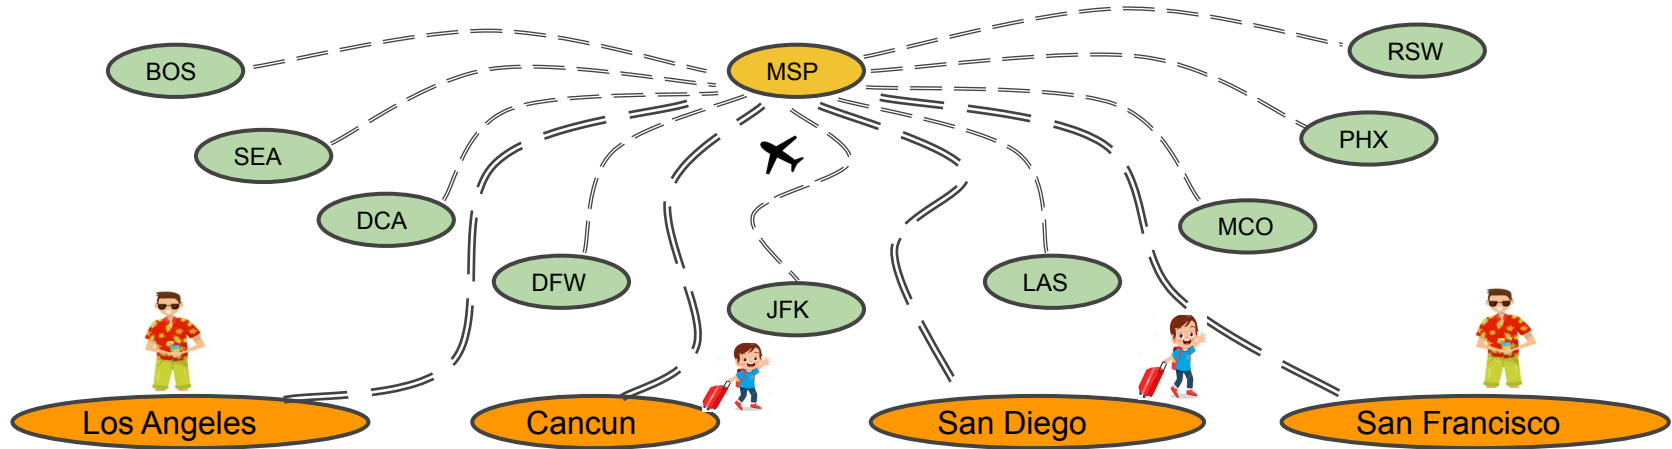 BOS
MSP
RSW
SEA
PHX
DCA
MCO
DFW
LAS
JFK
Los Angeles
Cancun
San Diego
San Francisco